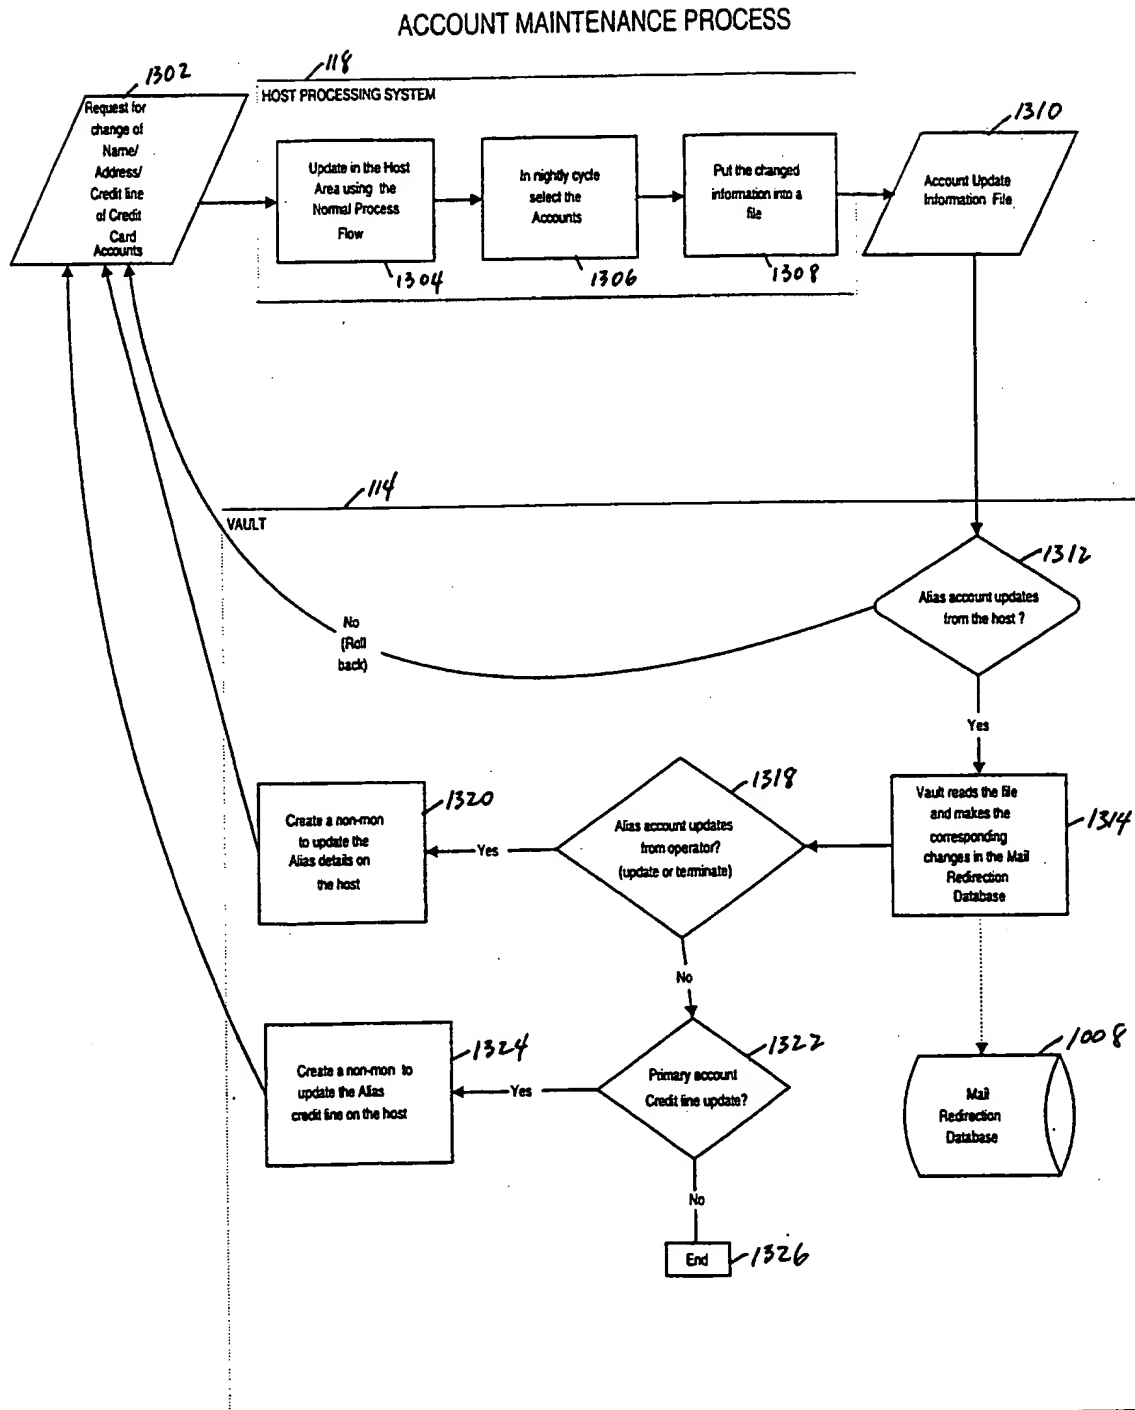 ACCOUNT MAINTENANCE PROCESS
1302
Request for
change of
Name/
Address/
Credit line
of Credit
Card
Accounts
118
HOST PROCESSING SYSTEM
Update in the Host
Area using the
Normal Process
Flow
1304
In nightly cycle
select the
Accounts
1306
Put the changed
information into a
file
1308
1310
Account Update
Information File
114
VAULT
1312
Alias account updates
from the host ?
No
(Roll
back)
Yes
Vault reads the file
and makes the
corresponding
changes in the Mail
Redirection
Database
1314
1318
Alias account updates
from operator?
(update or terminate)
Yes
1320
Create a non-mon
to update the
Alias details on
the host
No
1322
Primary account
Credit line update?
Yes
1324
Create a non-mon to
update the Alias
credit line on the host
1008
Mail
Redirection
Database
No
End
1326